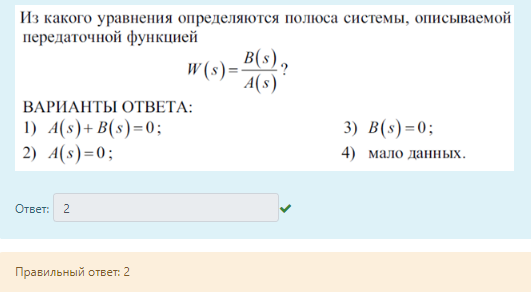 Из какого уравнения определяются полюса системы, описываемой
передаточной функцией
W(s)=B(s)/A(s)?
ВАРИАНТЫ ОТВЕТА:
1) A(s)+B(s)=0; 3) B(s)=0;
2) A(s)=0; 4) мало данных.
Ответ: 2
Правильный ответ: 2